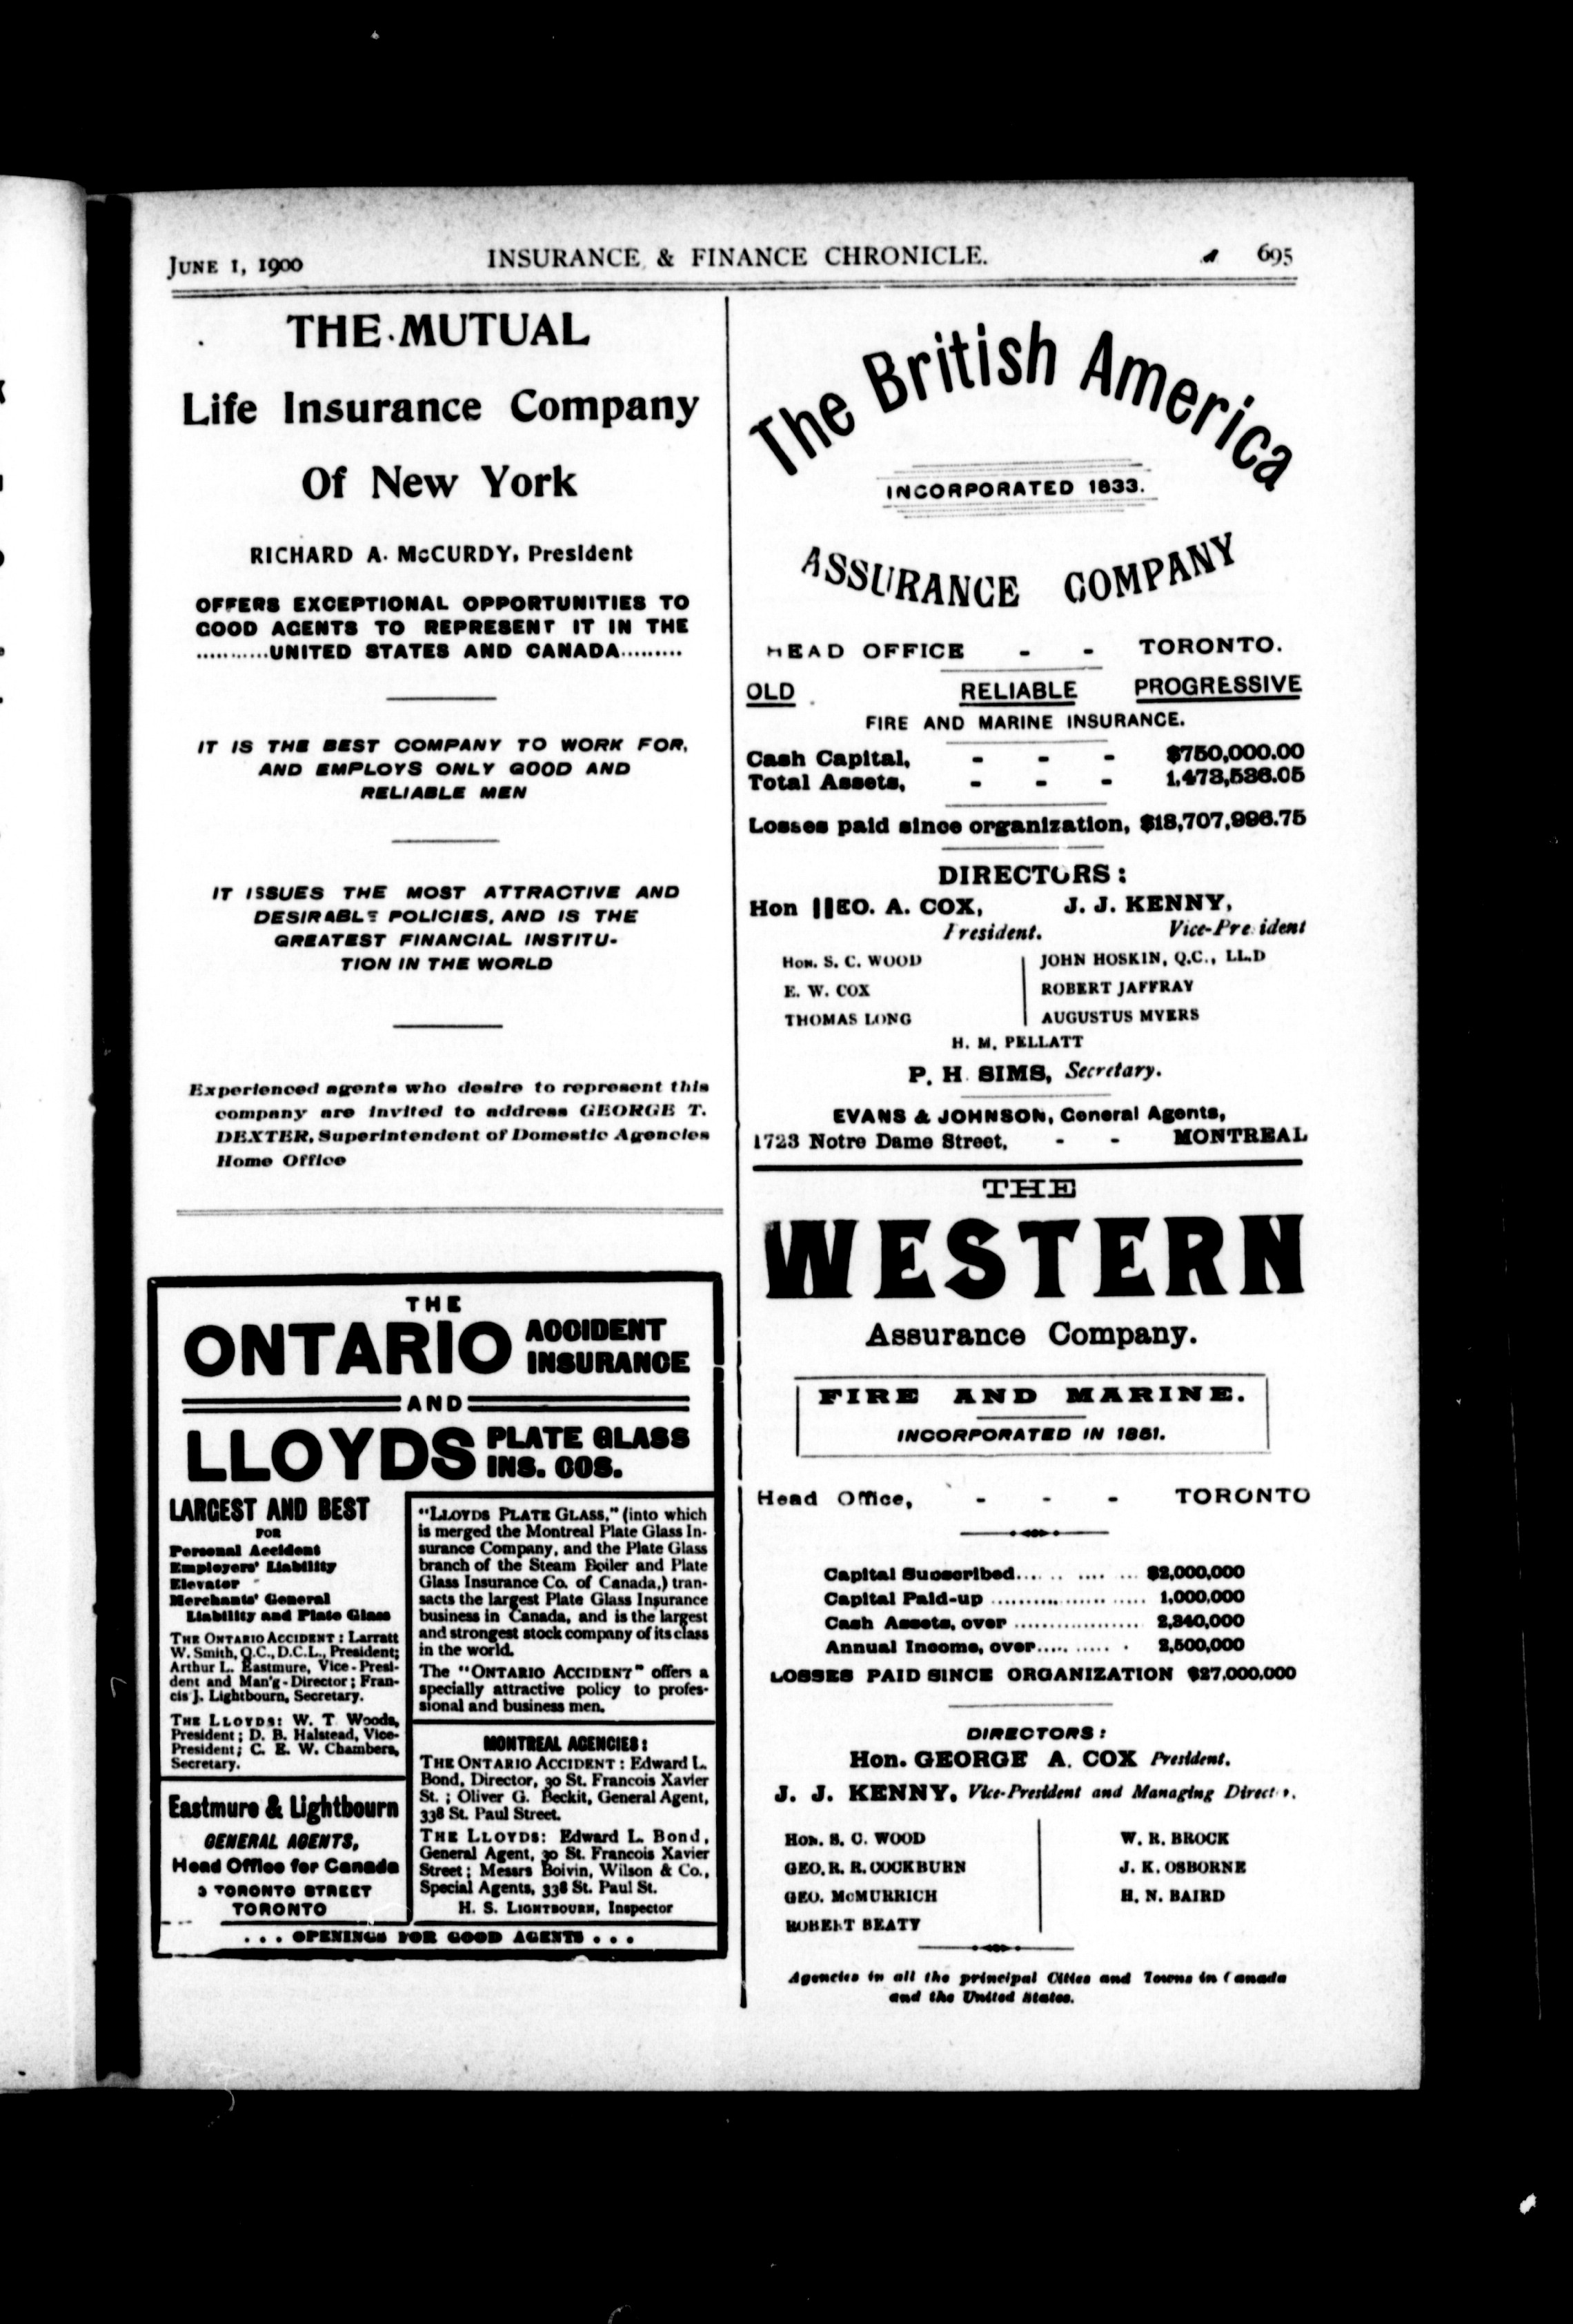 JUNE 1, 1900 INSURANCE & FINANCE CHRONICLE. 695
THE MUTUAL
Life Insurance Company
Of New York
RICHARD A. McCURDY, President
OFFERS EXCEPTIONAL OPPORTUNITIES TO
GOOD AGENTS TO REPRESENT IT IN THE
...........UNITED STATES AND CANADA.........
IT IS THE BEST COMPANY TO WORK FOR,
AND EMPLOYS ONLY GOOD AND
RELIABLE MEN
IT ISSUES THE MOST ATTRACTIVE AND
DESIRABLE POLICIES, AND IS THE
GREATEST FINANCIAL INSTITU-
TION IN THE WORLD
Experienced agents who desire to represent this
company are invited to address GEORGE T.
DEXTER, Superintendent of Domestic Agencies
Home Office
THE
ONTARIO ACCIDENT
INSURANCE
AND
LLOYDS PLATE GLASS
INS. COS.
LARGEST AND BEST
FOR
Personal Accident
Employers' Liability
Elevator
Merchants' General
Liability and Plate Glass
THE ONTARIO ACCIDENT : Larratt
W. Smith, Q.C., D.C.L., President;
Arthur L. Eastmure, Vice-Presi-
dent and Man'g-Director; Fran-
cis J. Lightbourn, Secretary.
THE LLOYDS: W. T. Woods,
President; D. B. Halstead, Vice-
President; C. E. W. Chambers,
Secretary.
Eastmure & Lightbourn
GENERAL AGENTS,
Head Office for Canada
3 TORONTO STREET
TORONTO
"LLOYDS PLATE GLASS," (into which
is merged the Montreal Plate Glass In-
surance Company, and the Plate Glass
branch of the Steam Boiler and Plate
Glass Insurance Co. of Canada,) tran-
sacts the largest Plate Glass Insurance
business in Canada, and is the largest
and strongest stock company of its class
in the world.
The "ONTARIO ACCIDENT" offers a
specially attractive policy to profes-
sional and business men.
MONTREAL AGENCIES:
THE ONTARIO ACCIDENT : Edward L.
Bond, Director, 30 St. Francois Xavier
St. ; Oliver G. Beckit, General Agent,
338 St. Paul Street.
THE LLOYDS: Edward L. Bond,
General Agent, 30 St. Francois Xavier
Street; Messrs Boivin, Wilson & Co.,
Special Agents, 338 St. Paul St.
H. S. LIGHTBOURN, Inspector
. . . OPENINGS FOR GOOD AGENTS . . .
The British America
INCORPORATED 1833.
ASSURANCE COMPANY
HEAD OFFICE - - TORONTO.
OLD RELIABLE PROGRESSIVE
FIRE AND MARINE INSURANCE.
Cash Capital, - - - $750,000.00
Total Assets, - - - 1,473,536.05
Losses paid since organization, $18,707,996.75
DIRECTORS:
Hon GEO. A. COX, J. J. KENNY,
President. Vice-President
HON. S. C. WOOD JOHN HOSKIN, Q.C., LL.D
E. W. COX ROBERT JAFFRAY
THOMAS LONG AUGUSTUS MYERS
H. M. PELLATT
P. H. SIMS, Secretary.
EVANS & JOHNSON, General Agents,
1723 Notre Dame Street, - - MONTREAL
THE
WESTERN
Assurance Company.
FIRE AND MARINE.
INCORPORATED IN 1851.
Head Office, - - - TORONTO
Capital Subscribed........... $2,000,000
Capital Paid-up .................... 1,000,000
Cash Assets, over .................. 2,340,000
Annual Income, over........... 2,500,000
LOSSES PAID SINCE ORGANIZATION $27,000,000
DIRECTORS:
Hon. GEORGE A. COX President.
J. J. KENNY, Vice-President and Managing Director.
HON. S. C. WOOD W. R. BROCK
GEO. R. R. COCKBURN J. K. OSBORNE
GEO. McMURRICH H. N. BAIRD
ROBERT BEATY
Agencies in all the principal Cities and Towns in Canada
and the United States.